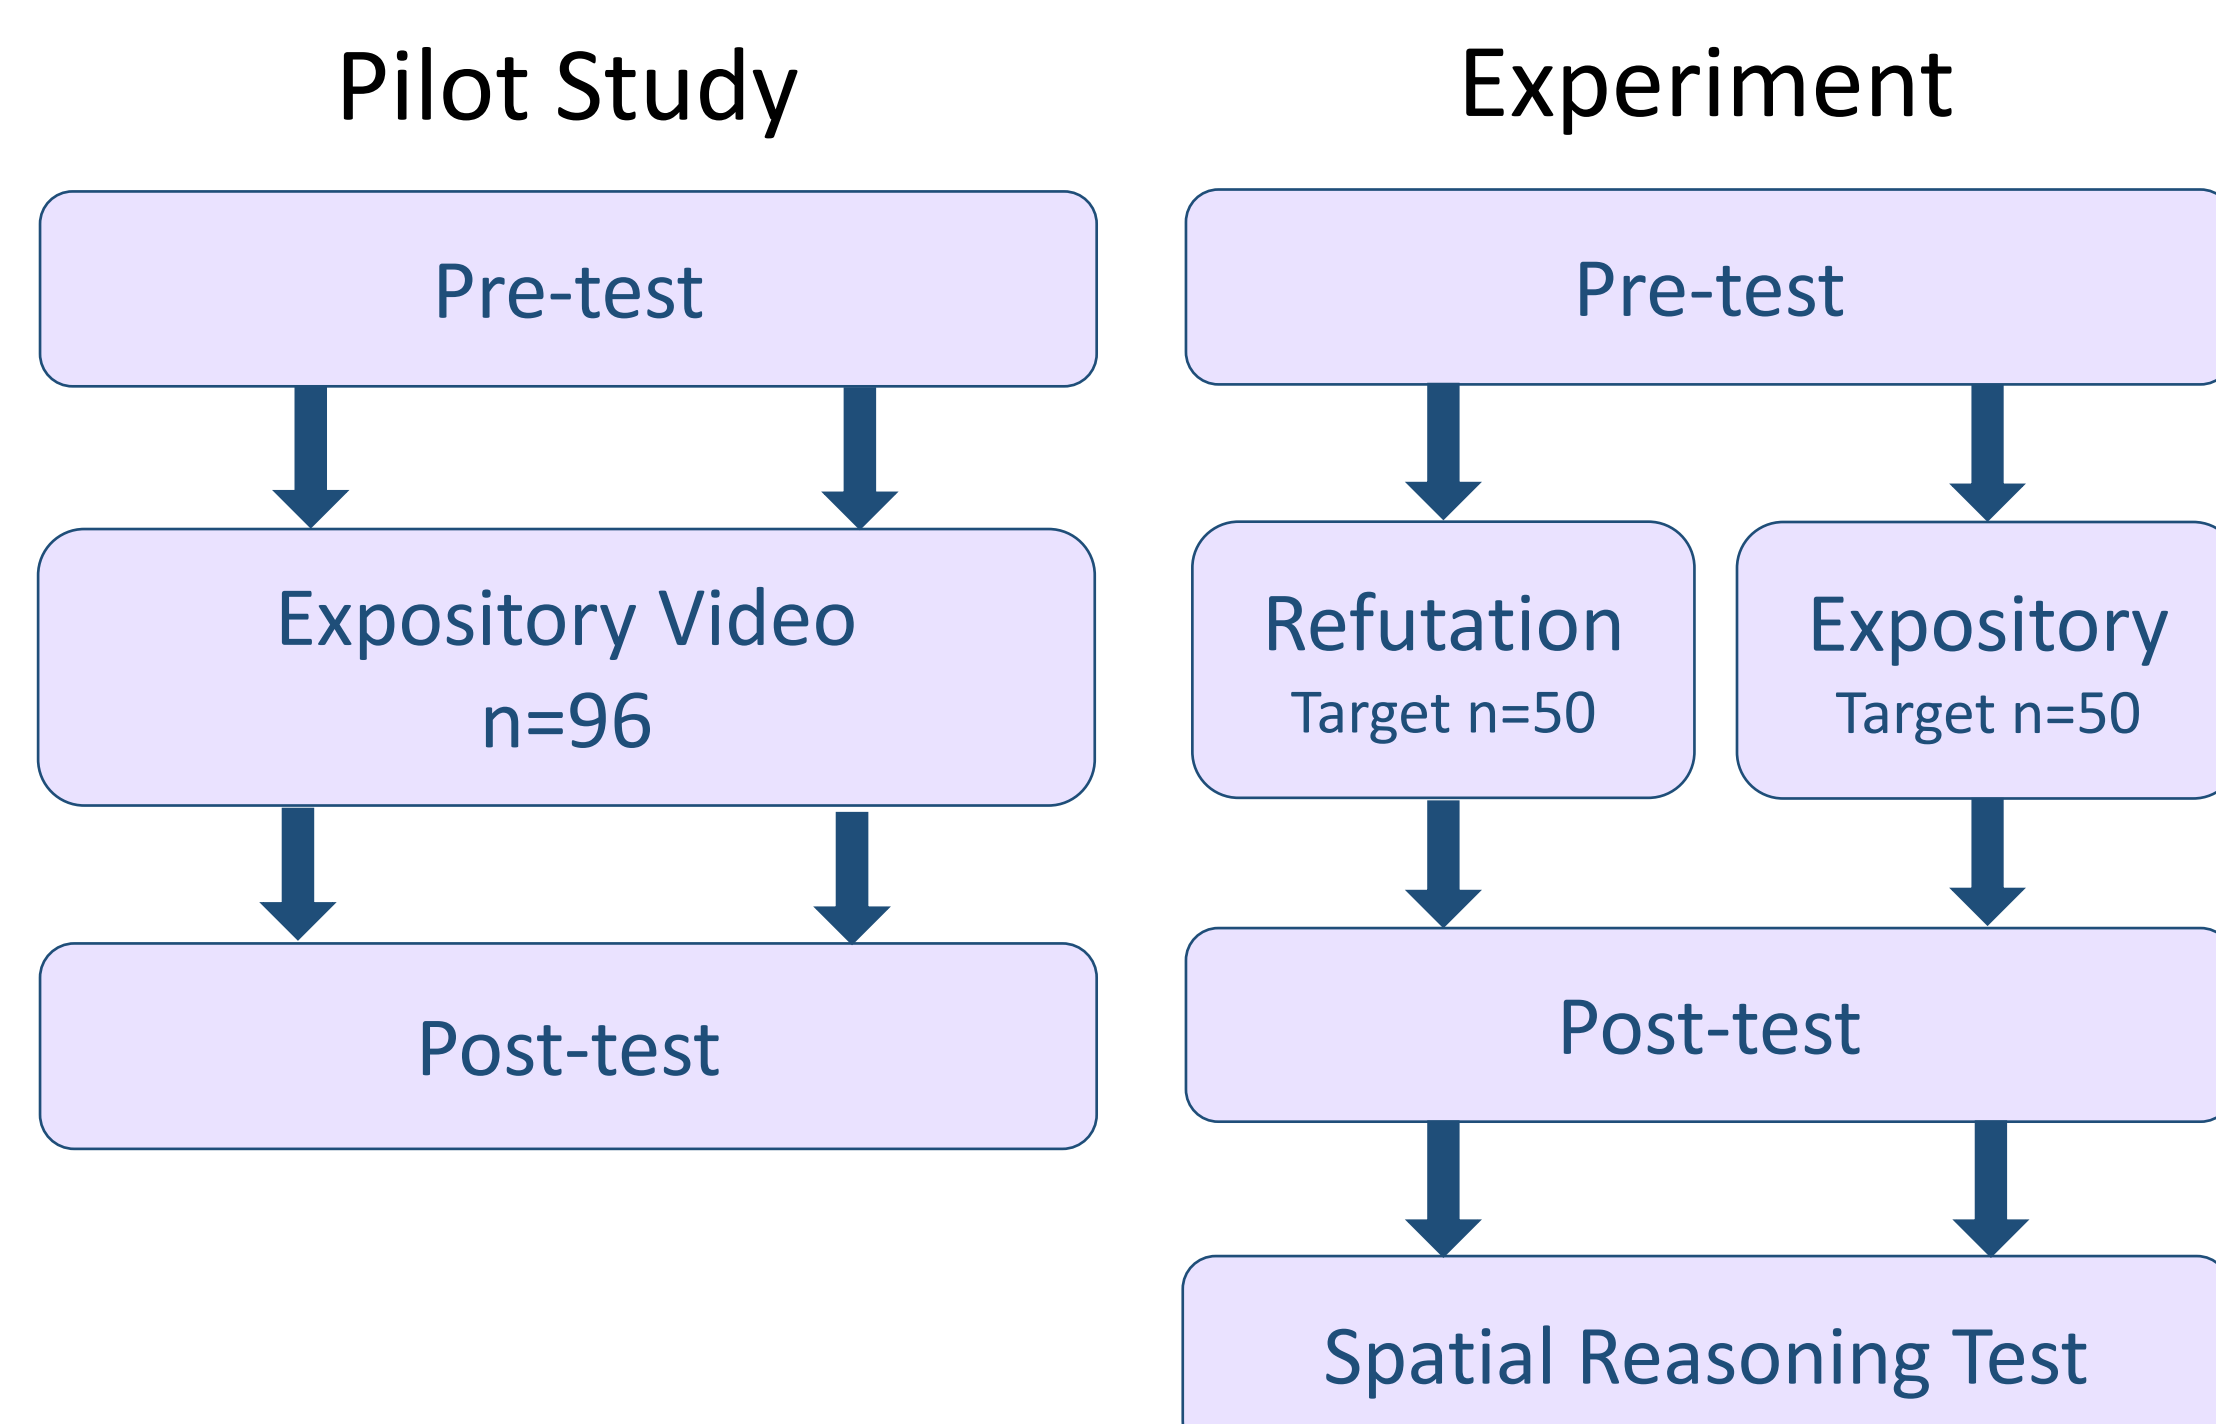 Pilot Study
Pre-test
Expository Video
n=96
Post-test
Experiment
Pre-test
Refutation
Target n=50
Expository
Target n=50
Post-test
Spatial Reasoning Test